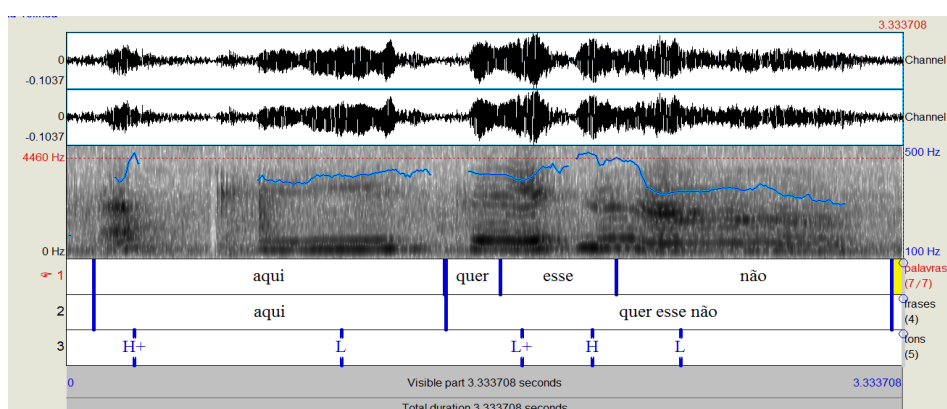 3.333708
0
-0.1037
Channel
0
-0.1037
Channel
4460 Hz
500 Hz
0 Hz
100 Hz
1
aqui quer esse não
palavras
(7/7)
2
aqui quer esse não
frases
(4)
3
H+ L L+ H L
tons
(5)
0 Visible part 3.333708 seconds 3.333708
Total duration 3.333708 seconds